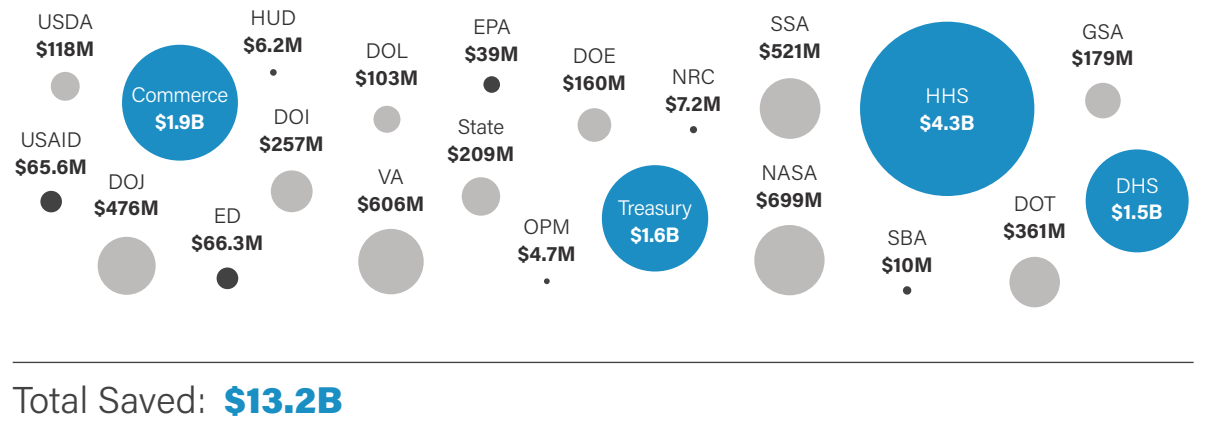 USDA
$118M
Commerce
$1.9B
HUD
$6.2M
DOL
$103M
EPA
$39M
DOE
$160M
NRC
$7.2M
SSA
$521M
HHS
$4.3B
GSA
$179M
USAID
$65.6M
DOJ
$476M
ED
$66.3M
DOI
$257M
VA
$606M
State
$209M
OPM
$4.7M
Treasury
$1.6B
NASA
$699M
SBA
$10M
DOT
$361M
DHS
$1.5B
Total Saved: $13.2B